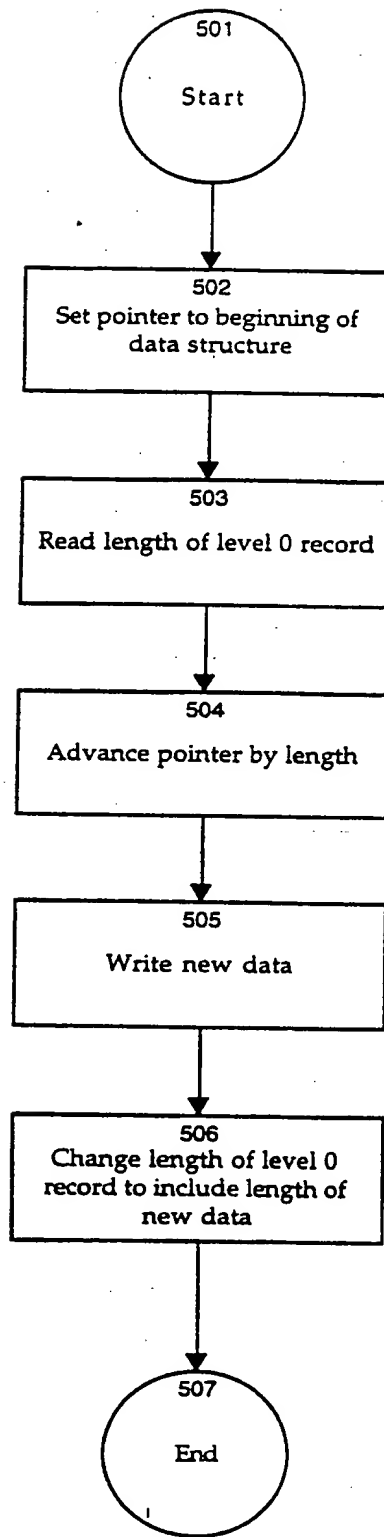 501
Start
502
Set pointer to beginning of
data structure
503
Read length of level 0 record
504
Advance pointer by length
505
Write new data
506
Change length of level 0
record to include length of
new data
507
End